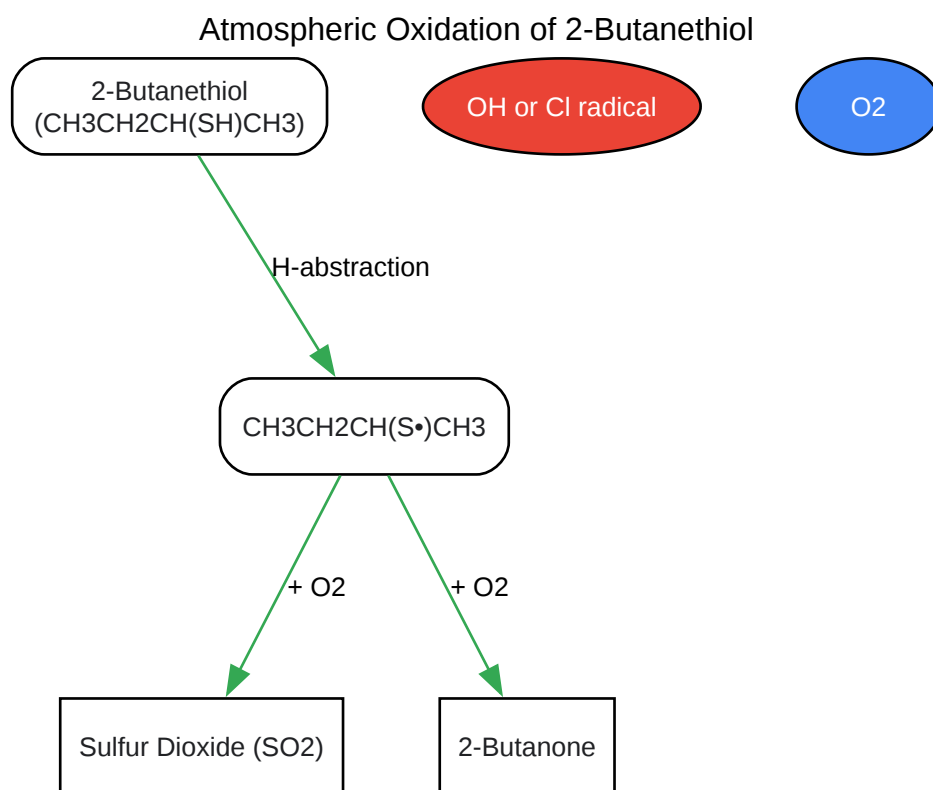 Atmospheric Oxidation of 2-Butanethiol
2-Butanethiol
(CH3CH2CH(SH)CH3)
OH or Cl radical
O2
H-abstraction
CH3CH2CH(S•)CH3
+ O2
+ O2
Sulfur Dioxide (SO2)
2-Butanone